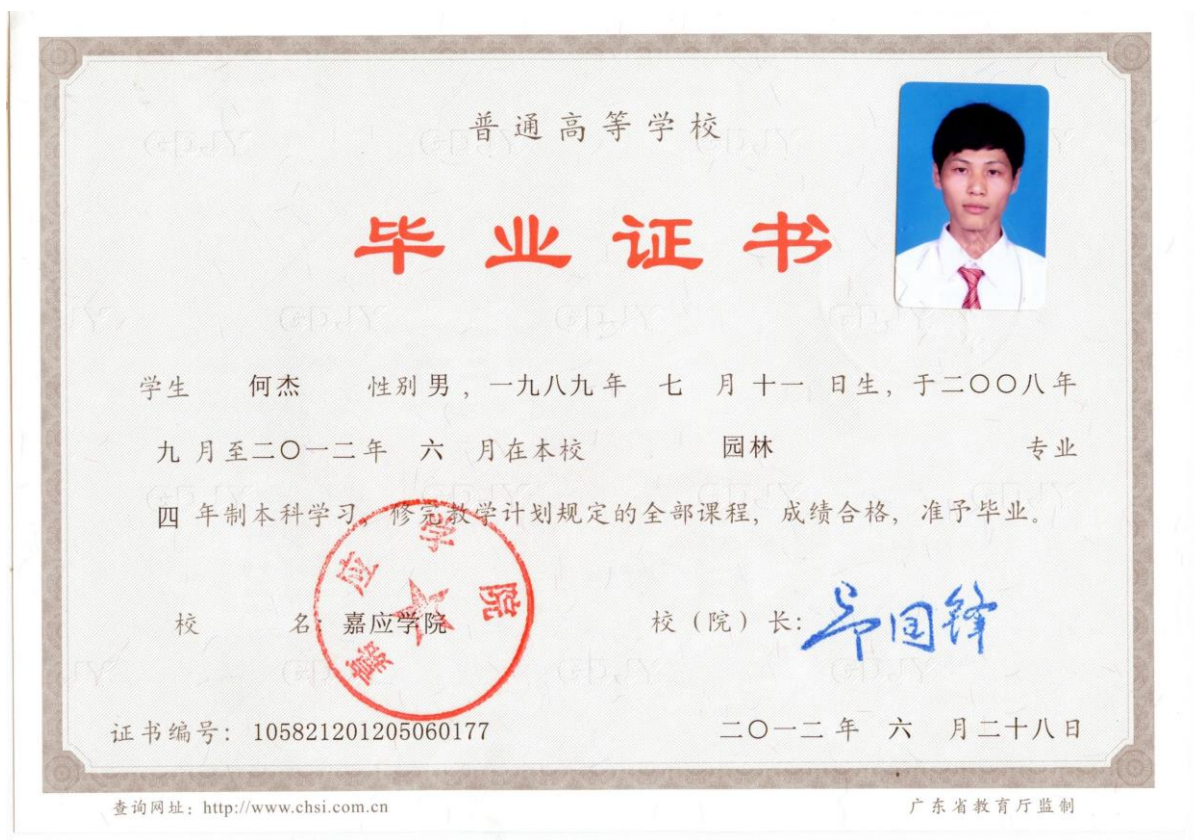 普通高等学校
毕业证书
学生 何杰 性别 男，一九八九年 七 月 十一 日生，于二〇〇八年
九 月至二〇一二年 六 月在本校 园林 专业
四 年制本科学习，修完教学计划规定的全部课程，成绩合格，准予毕业。
嘉应学院
校 名：嘉应学院 校（院）长：
证书编号：105821201205060177 二〇一二年 六 月二十八日
查询网址：http://www.chsi.com.cn 广东省教育厅监制
GDJY